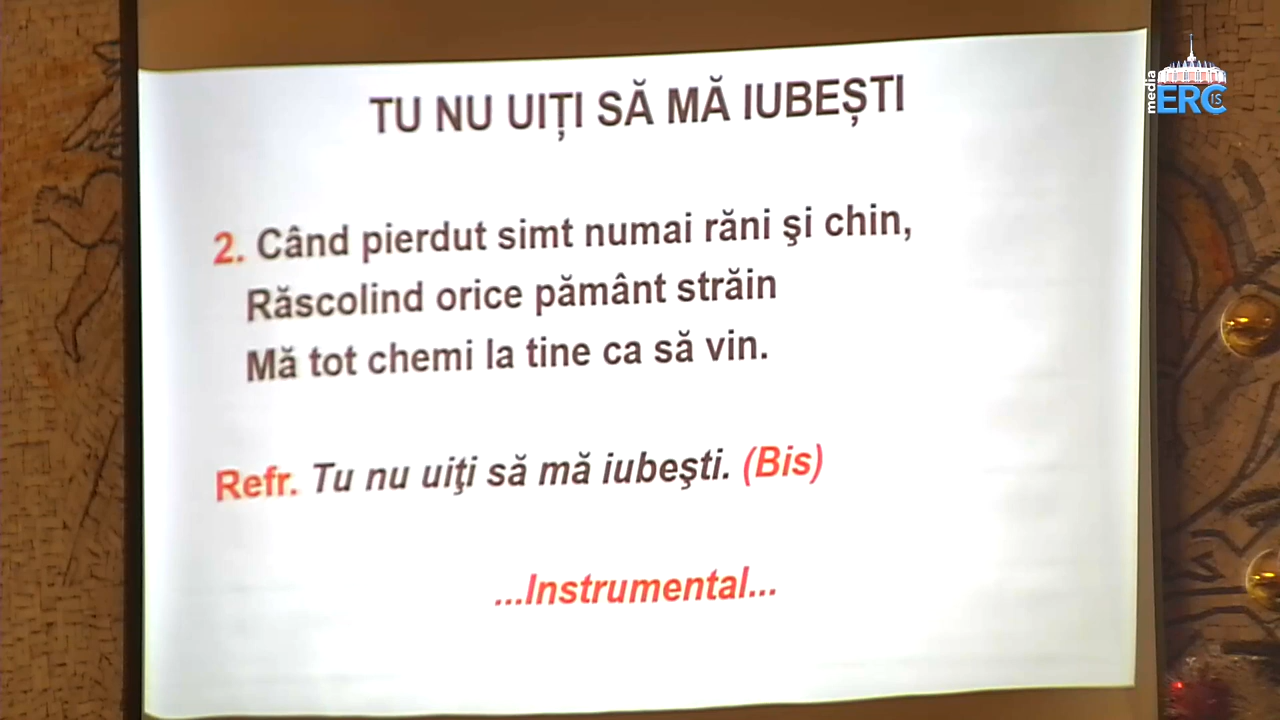 TU NU UIȚI SĂ MĂ IUBEȘTI
2. Când pierdut simt numai răni şi chin,
Răscolind orice pământ străin
Mă tot chemi la tine ca să vin.
Refr. Tu nu uiţi să mă iubeşti. (Bis)
...Instrumental...
media
ERC
IS